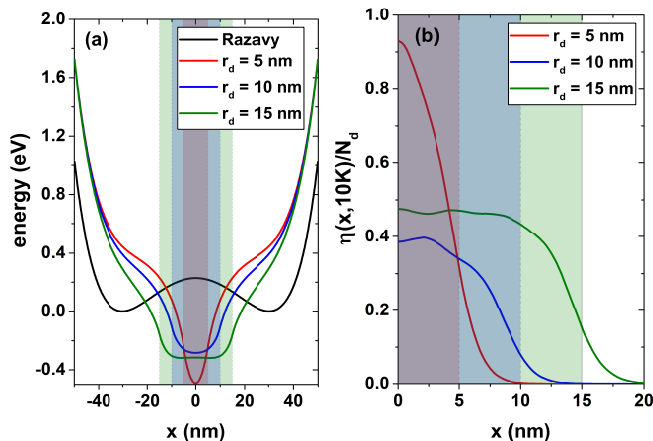 (a)
Razavy
r_d = 5 nm
r_d = 10 nm
r_d = 15 nm
energy (eV)
2.0
1.6
1.2
0.8
0.4
0.0
-0.4
-40 -20 0 20 40
x (nm)
(b)
r_d = 5 nm
r_d = 10 nm
r_d = 15 nm
η(x,10K)/N_d
1.0
0.8
0.6
0.4
0.2
0.0
0 5 10 15 20
x (nm)